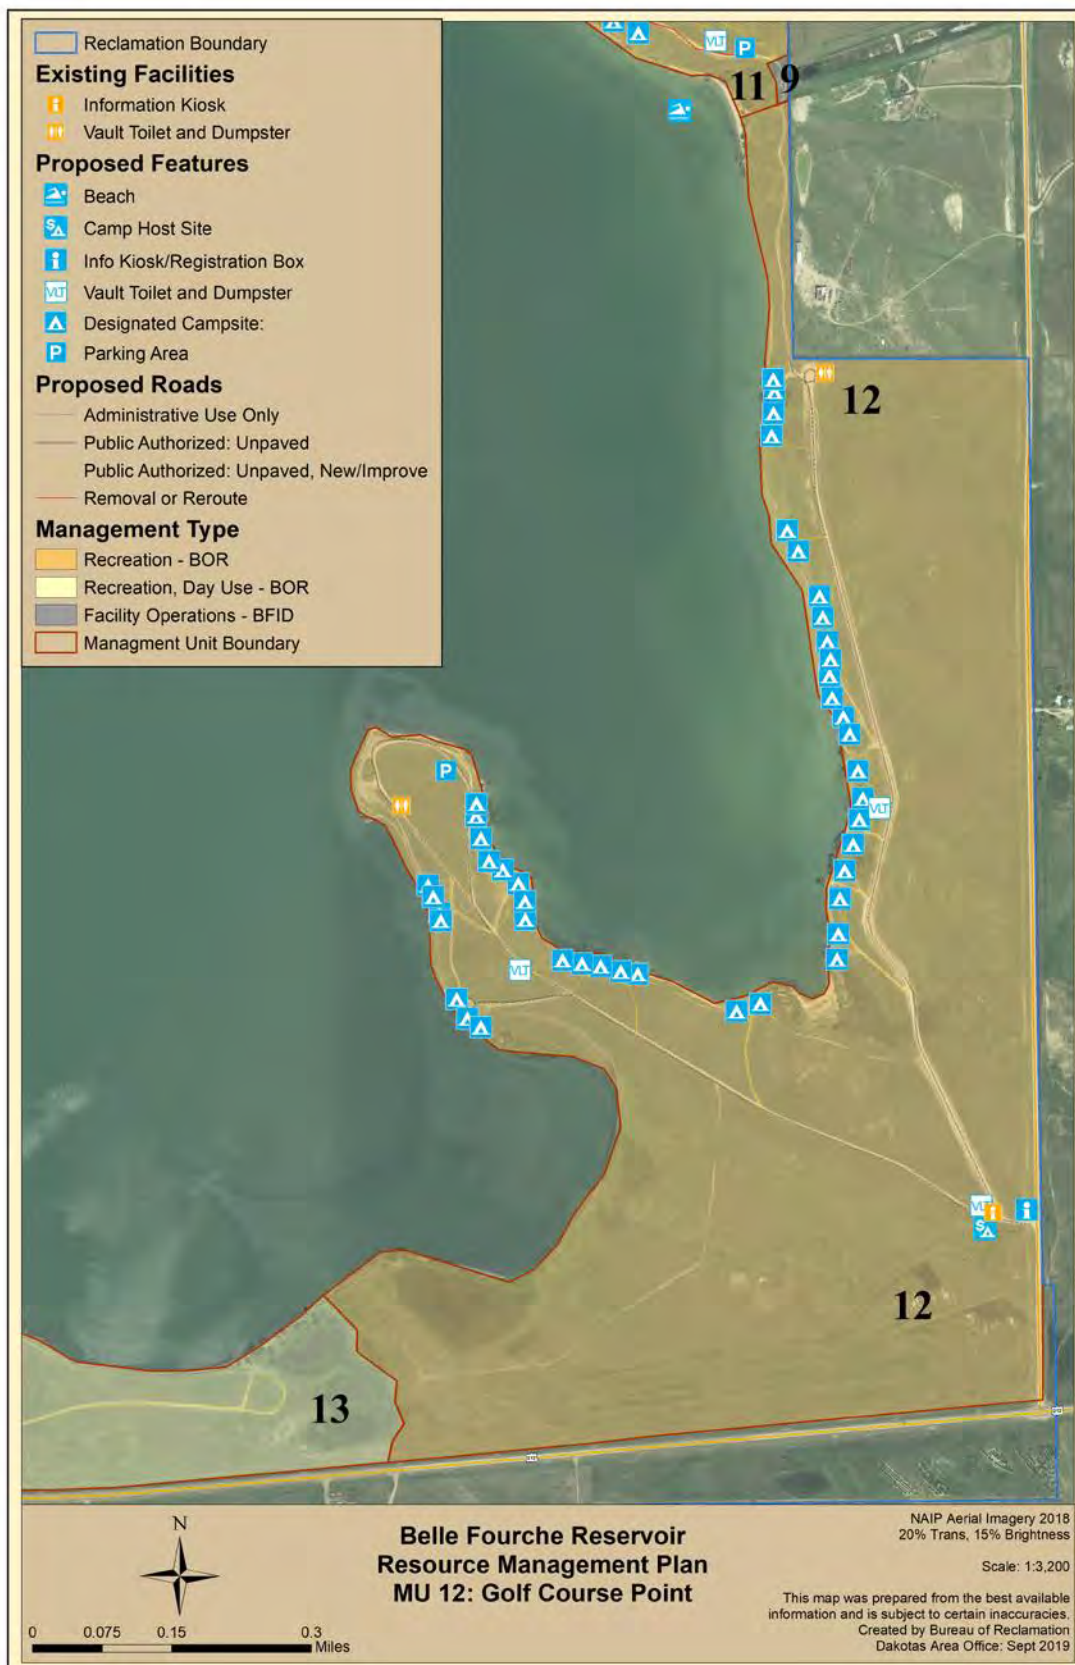 Reclamation Boundary
Existing Facilities
Information Kiosk
Vault Toilet and Dumpster
Proposed Features
Beach
S
Camp Host Site
Info Kiosk/Registration Box
VLT
Vault Toilet and Dumpster
Designated Campsite:
P
Parking Area
Proposed Roads
Administrative Use Only
Public Authorized: Unpaved
Public Authorized: Unpaved, New/Improve
Removal or Reroute
Management Type
Recreation - BOR
Recreation, Day Use - BOR
Facility Operations - BFID
Managment Unit Boundary
VLT
P
11
9
12
P
VLT
VLT
VLT
S
12
13
N
0 0.075 0.15 0.3
Miles
Belle Fourche Reservoir
Resource Management Plan
MU 12: Golf Course Point
NAIP Aerial Imagery 2018
20% Trans, 15% Brightness
Scale: 1:3,200
This map was prepared from the best available
information and is subject to certain inaccuracies.
Created by Bureau of Reclamation
Dakotas Area Office: Sept 2019